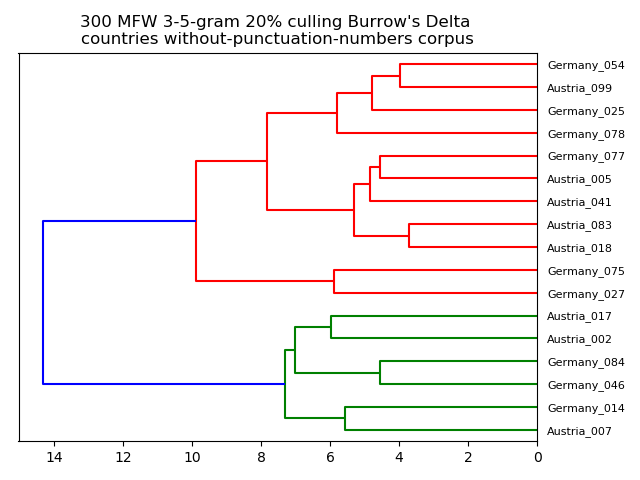 300 MFW 3-5-gram 20% culling Burrow's Delta
countries without-punctuation-numbers corpus
Germany_054
Austria_099
Germany_025
Germany_078
Germany_077
Austria_005
Austria_041
Austria_083
Austria_018
Germany_075
Germany_027
Austria_017
Austria_002
Germany_084
Germany_046
Germany_014
Austria_007
14 12 10 8 6 4 2 0